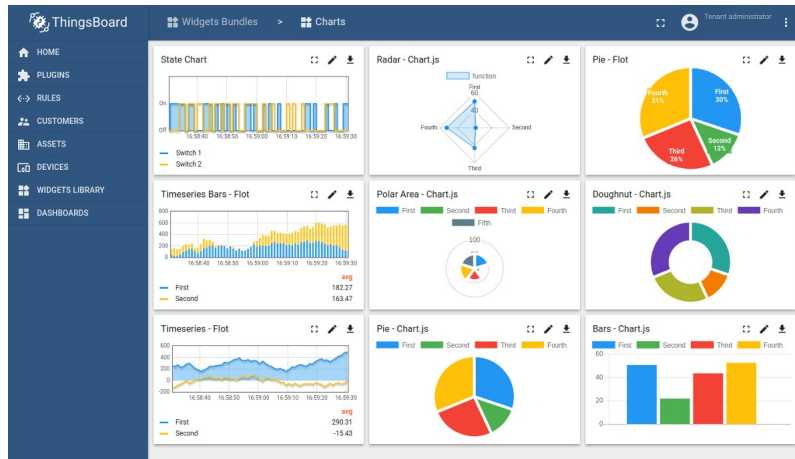 ThingsBoard
Widgets Bundles > Charts
Tenant administrator
HOME
PLUGINS
RULES
CUSTOMERS
ASSETS
DEVICES
WIDGETS LIBRARY
DASHBOARDS
State Chart
On
Off
16:58:40 16:58:50 16:59:00 16:59:10 16:59:20 16:59:30
Switch 1
Switch 2
Radar - Chart.js
function
First
60
40
Fourth
Second
Third
Pie - Flot
Fourth
31%
First
30%
Second
13%
Third
26%
Timeseries Bars - Flot
800
600
400
200
0
16:58:40 16:58:50 16:59:00 16:59:10 16:59:20 16:59:30
avg
First 182.27
Second 163.47
Polar Area - Chart.js
First Second Third Fourth
Fifth
100
Doughnut - Chart.js
First Second Third Fourth
Timeseries - Flot
600
400
200
0
-200
16:58:40 16:58:50 16:59:00 16:59:10 16:59:20 16:59:30
avg
First 290.31
Second -15.43
Pie - Chart.js
First Second Third Fourth
Bars - Chart.js
First Second Third Fourth
60
40
20
0